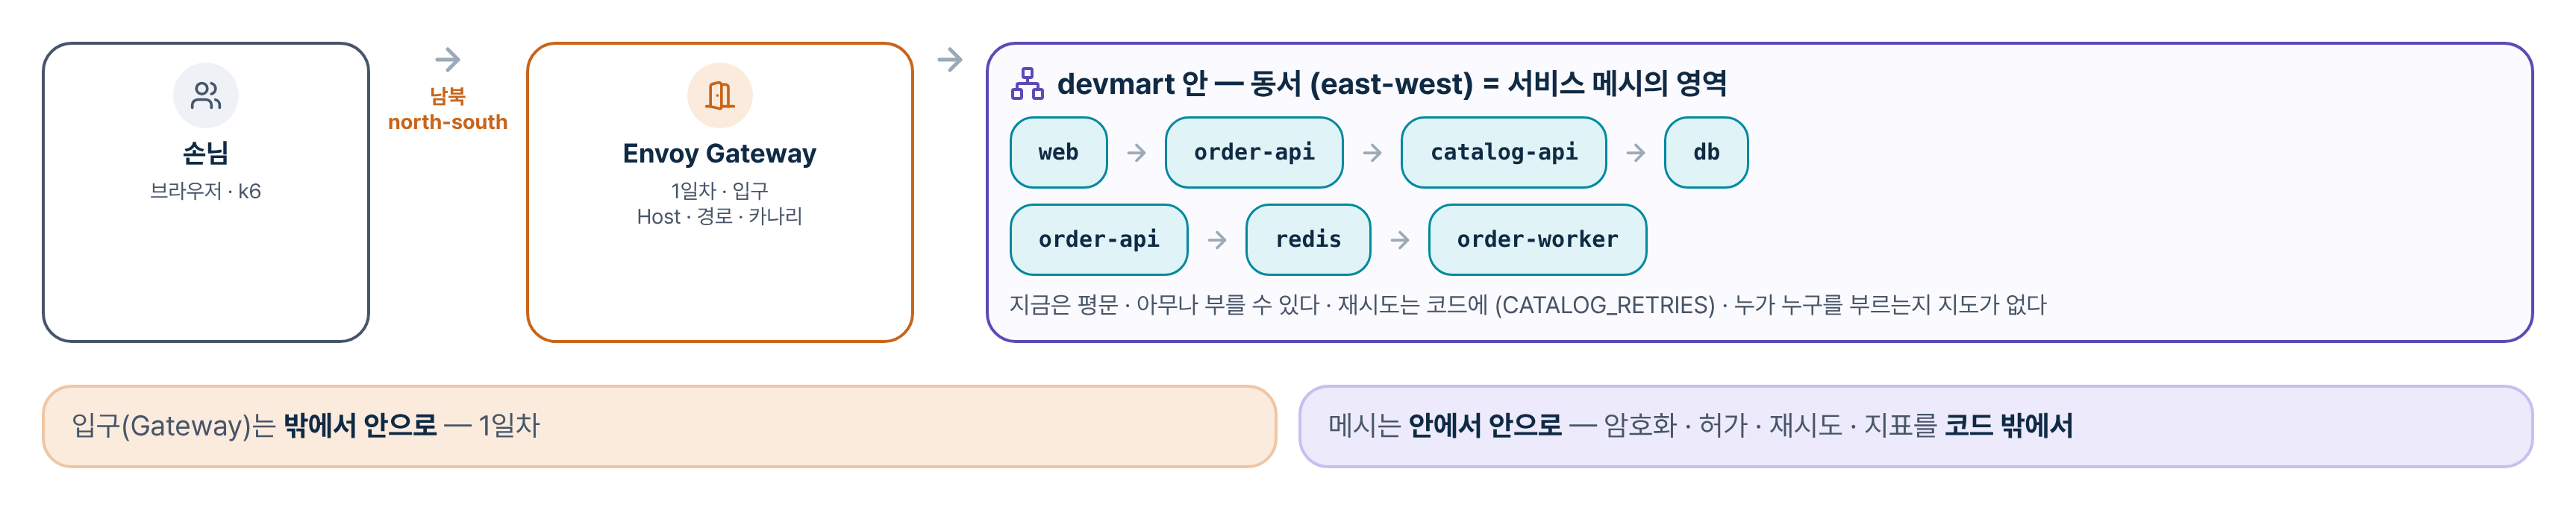 손님
브라우저 · k6
남북
north-south
Envoy Gateway
1일차 · 입구
Host · 경로 · 카나리
devmart 안 — 동서 (east-west) = 서비스 메시의 영역
web → order-api → catalog-api → db
order-api → redis → order-worker
지금은 평문 · 아무나 부를 수 있다 · 재시도는 코드에 (CATALOG_RETRIES) · 누가 누구를 부르는지 지도가 없다
입구(Gateway)는 밖에서 안으로 — 1일차
메시는 안에서 안으로 — 암호화 · 허가 · 재시도 · 지표를 코드 밖에서